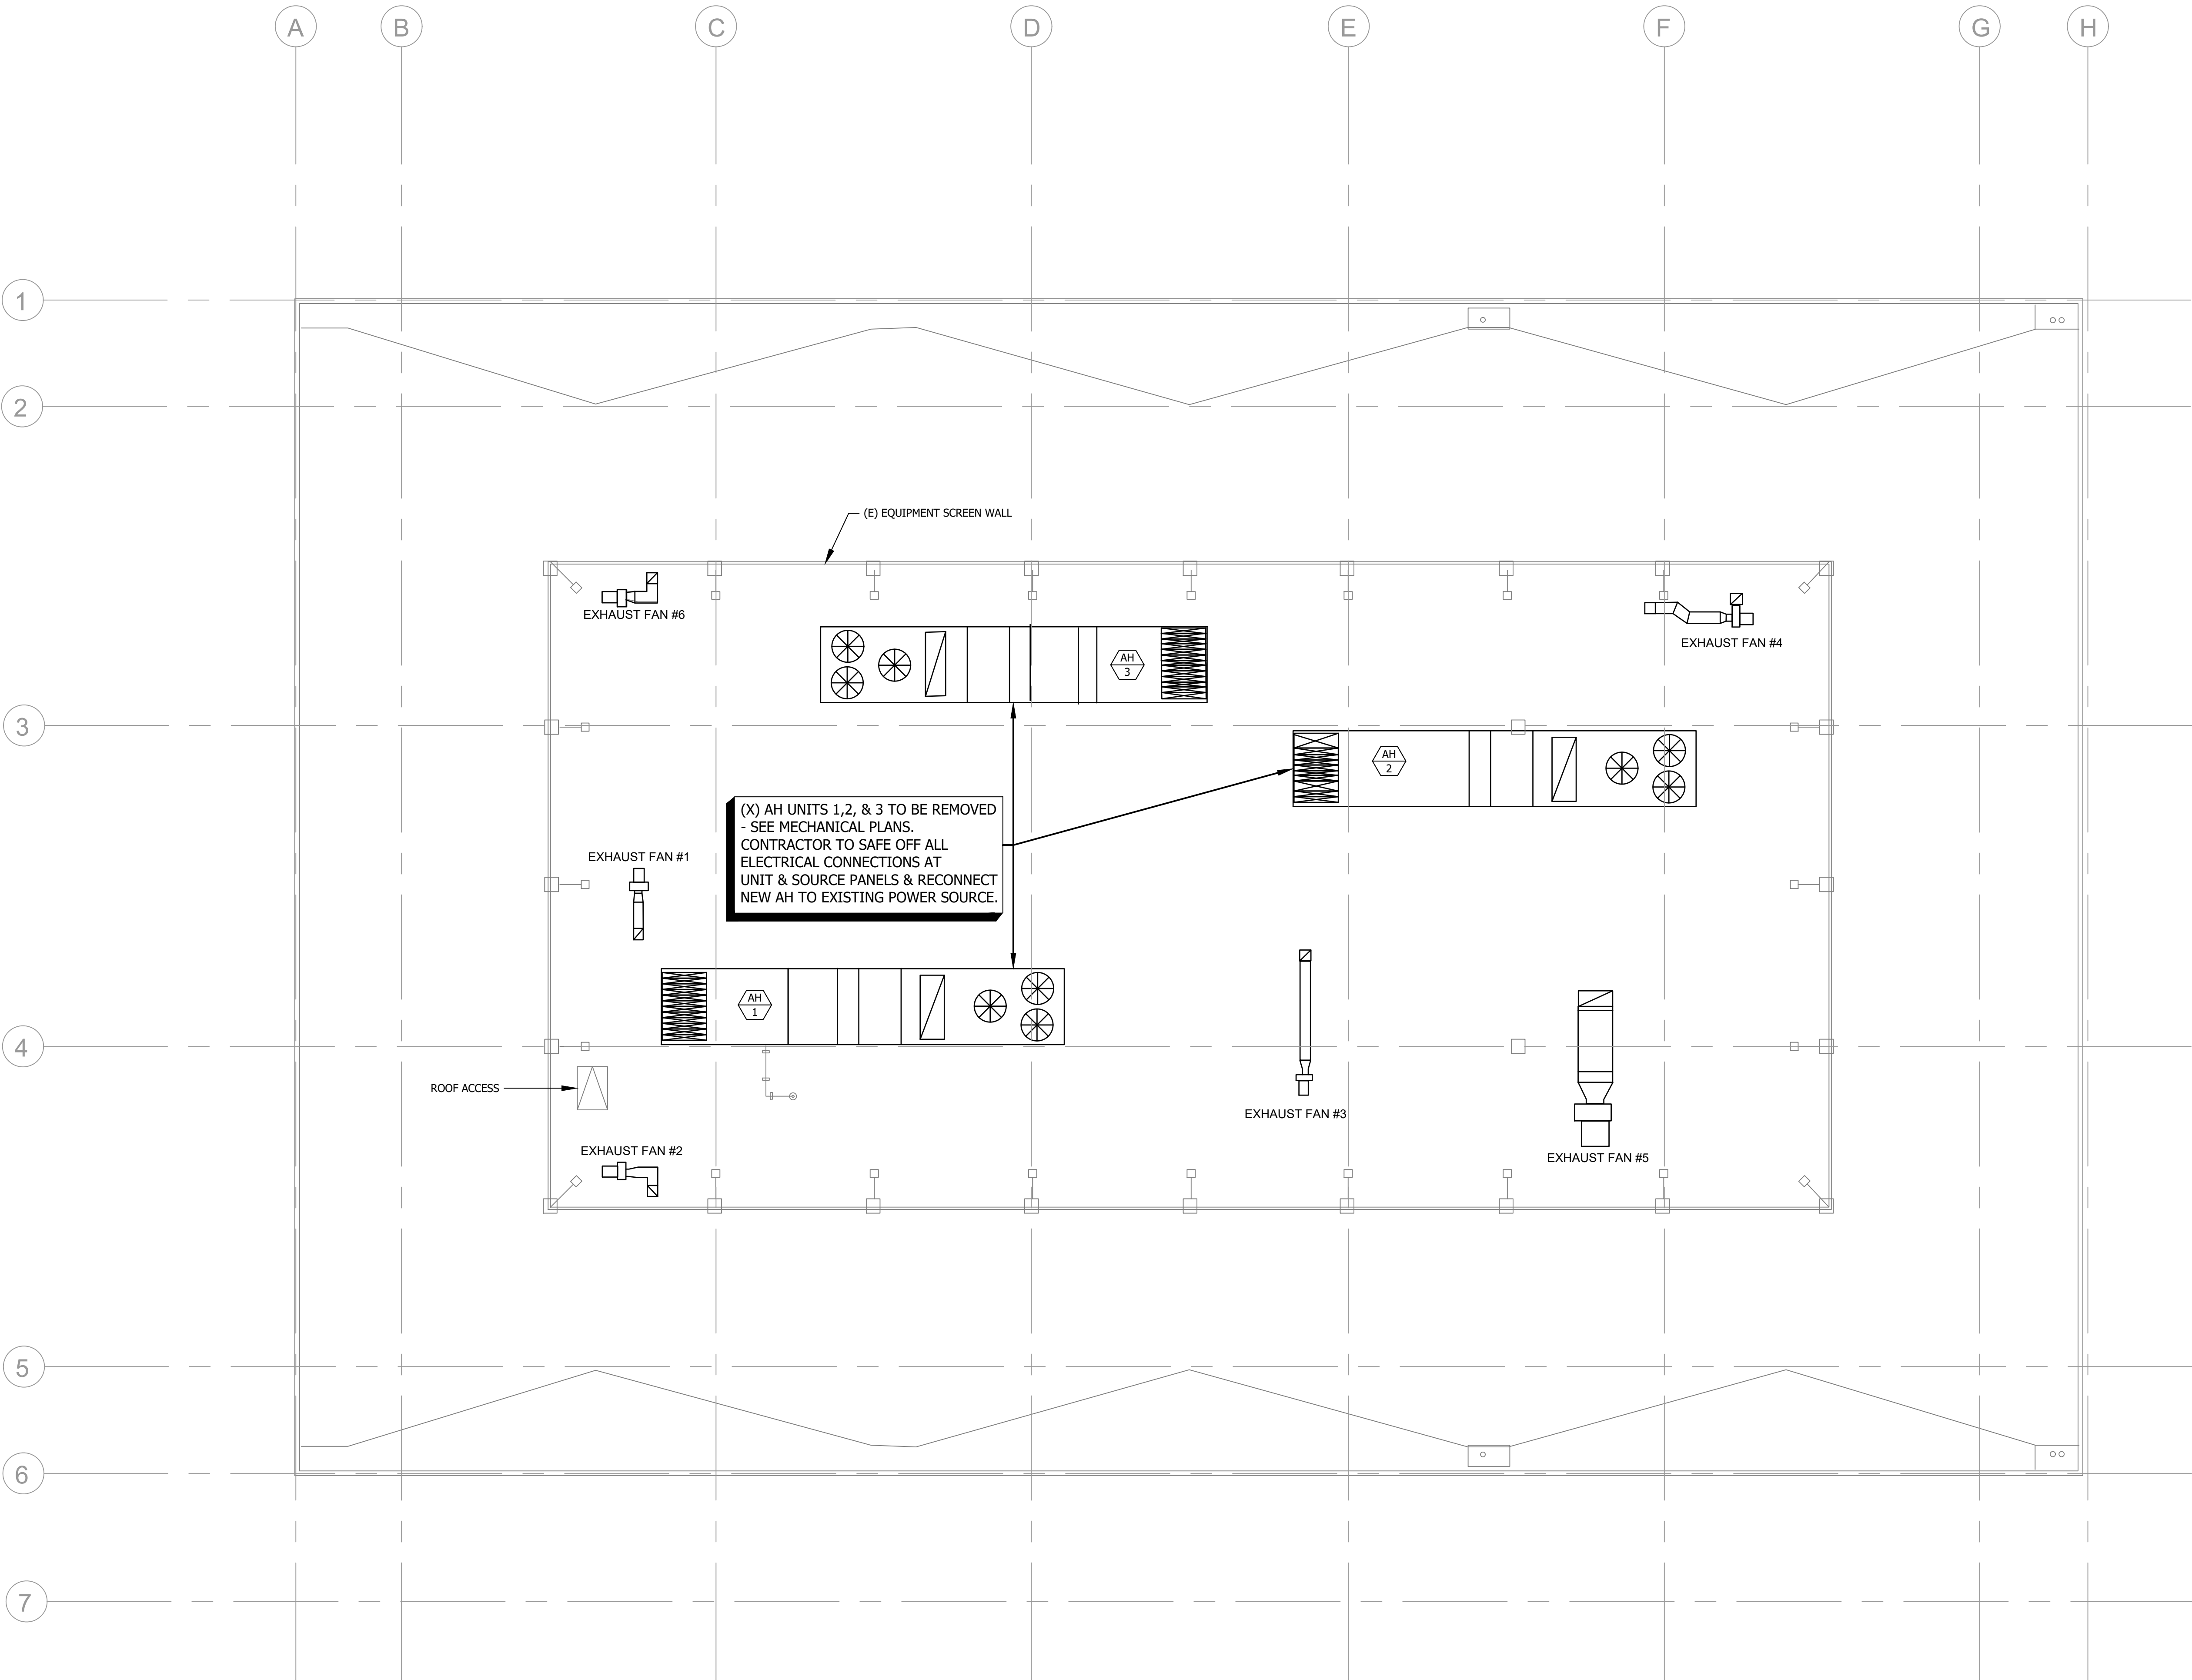 A
B
C
D
E
F
G
H
1
2
(E) EQUIPMENT SCREEN WALL
EXHAUST FAN #6
EXHAUST FAN #4
AH
3
3
AH
2
(X) AH UNITS 1,2, & 3 TO BE REMOVED
- SEE MECHANICAL PLANS.
CONTRACTOR TO SAFE OFF ALL
ELECTRICAL CONNECTIONS AT
UNIT & SOURCE PANELS & RECONNECT
NEW AH TO EXISTING POWER SOURCE.
EXHAUST FAN #1
AH
1
4
ROOF ACCESS
EXHAUST FAN #3
EXHAUST FAN #2
EXHAUST FAN #5
5
6
7